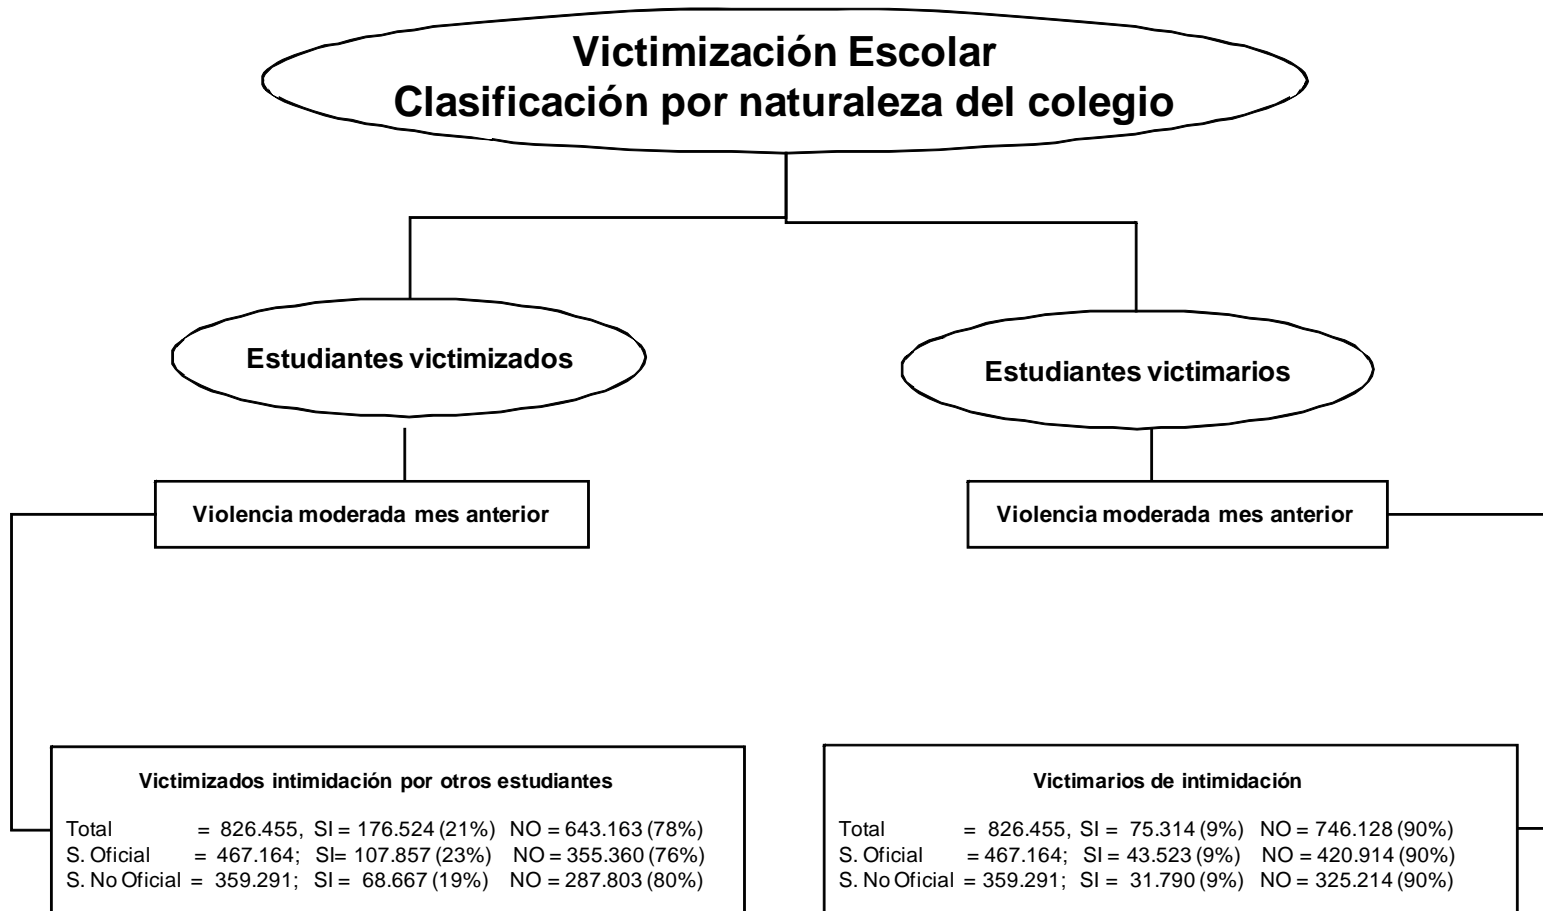 Victimización Escolar
Clasificación por naturaleza del colegio
Estudiantes victimizados
Estudiantes victimarios
Violencia moderada mes anterior
Violencia moderada mes anterior
Victimizados intimidación por otros estudiantes
Total = 826.455, SI = 176.524 (21%) NO = 643.163 (78%)
S. Oficial = 467.164; SI= 107.857 (23%) NO = 355.360 (76%)
S. No Oficial = 359.291; SI = 68.667 (19%) NO = 287.803 (80%)
Victimarios de intimidación
Total = 826.455, SI = 75.314 (9%) NO = 746.128 (90%)
S. Oficial = 467.164; SI = 43.523 (9%) NO = 420.914 (90%)
S. No Oficial = 359.291; SI = 31.790 (9%) NO = 325.214 (90%)